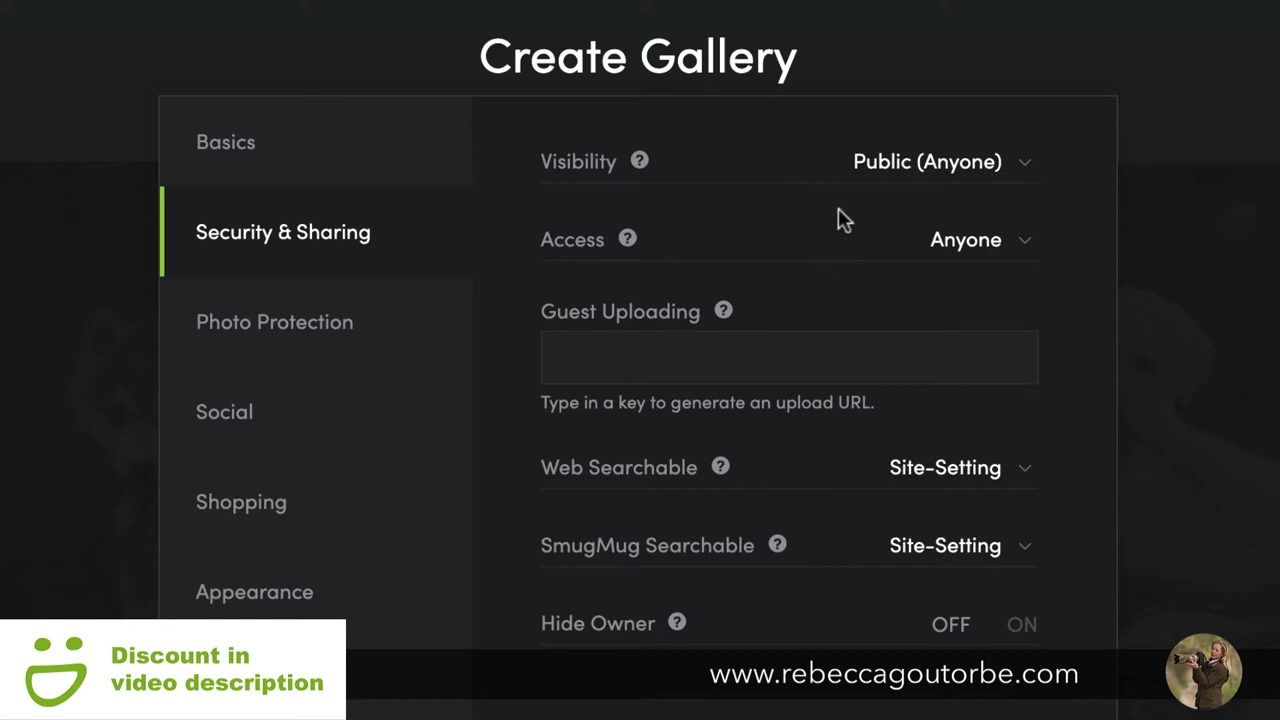 Create Gallery
Basics
Security & Sharing
Photo Protection
Social
Shopping
Appearance
Visibility ? Public (Anyone)
Access ? Anyone
Guest Uploading ?
Type in a key to generate an upload URL.
Web Searchable ? Site-Setting
SmugMug Searchable ? Site-Setting
Hide Owner ? OFF ON
Discount in
video description
www.rebeccagoutorbe.com